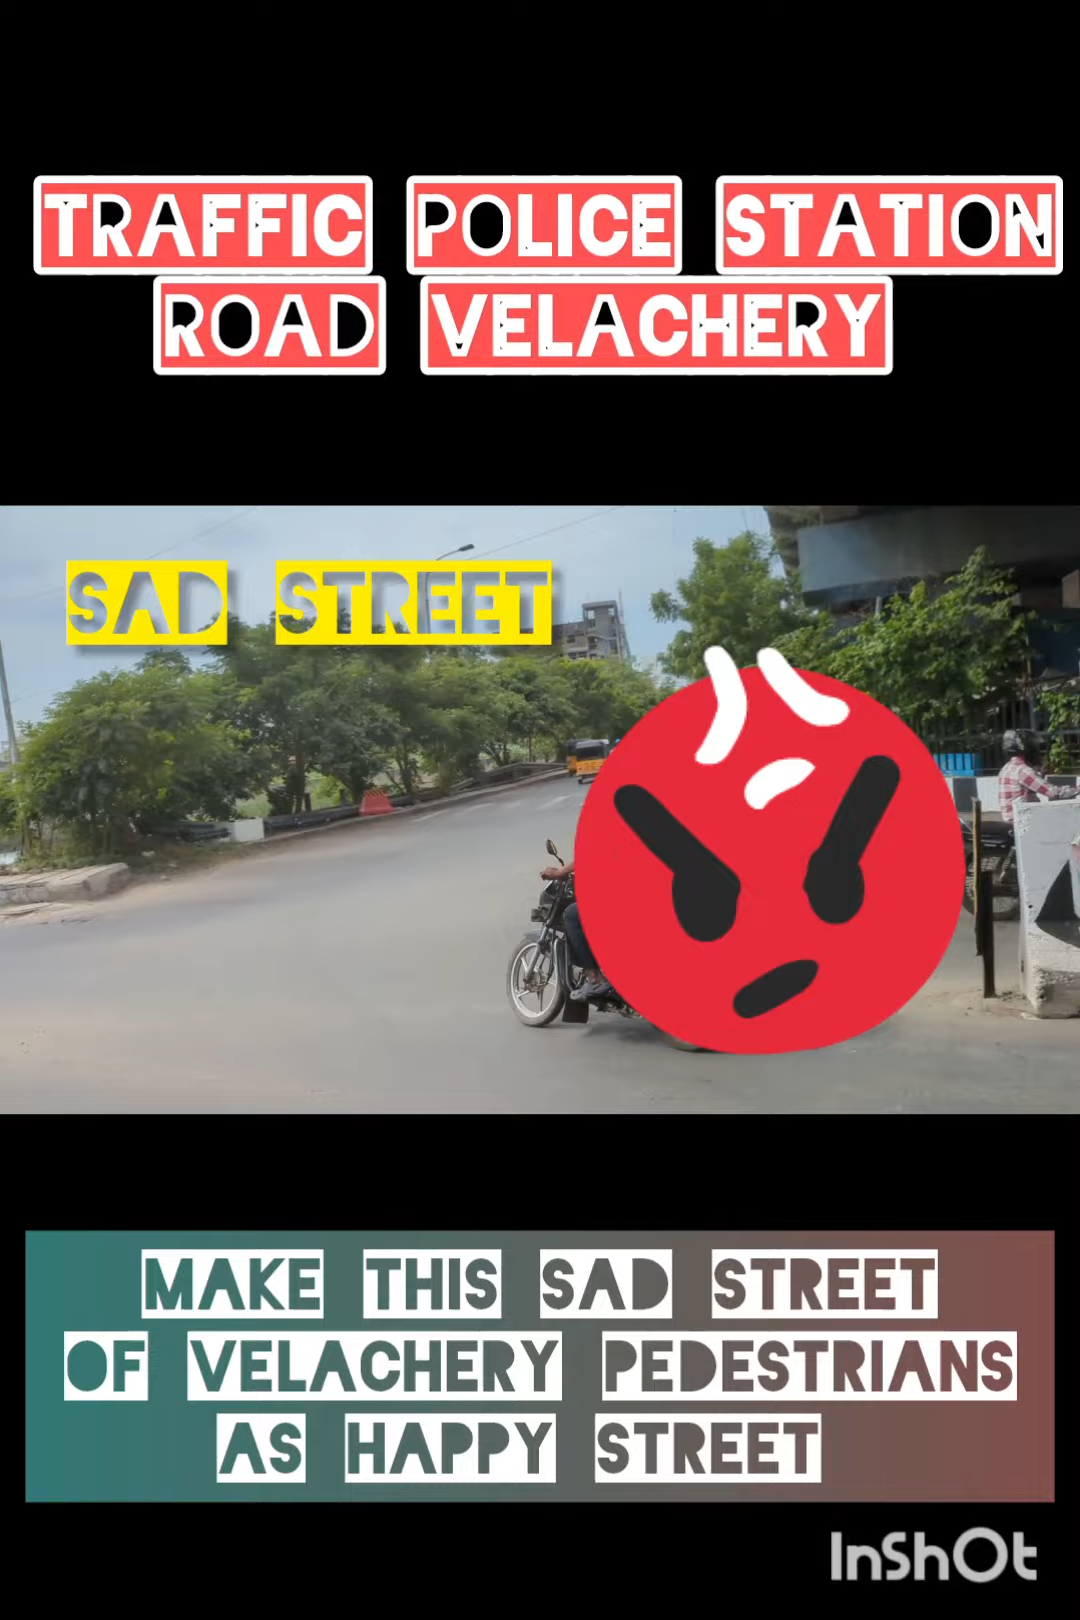 TRAFFIC POLICE STATION
ROAD VELACHERY
SAD STREET
MAKE THIS SAD STREET
OF VELACHERY PEDESTRIANS
AS HAPPY STREET
InShOt